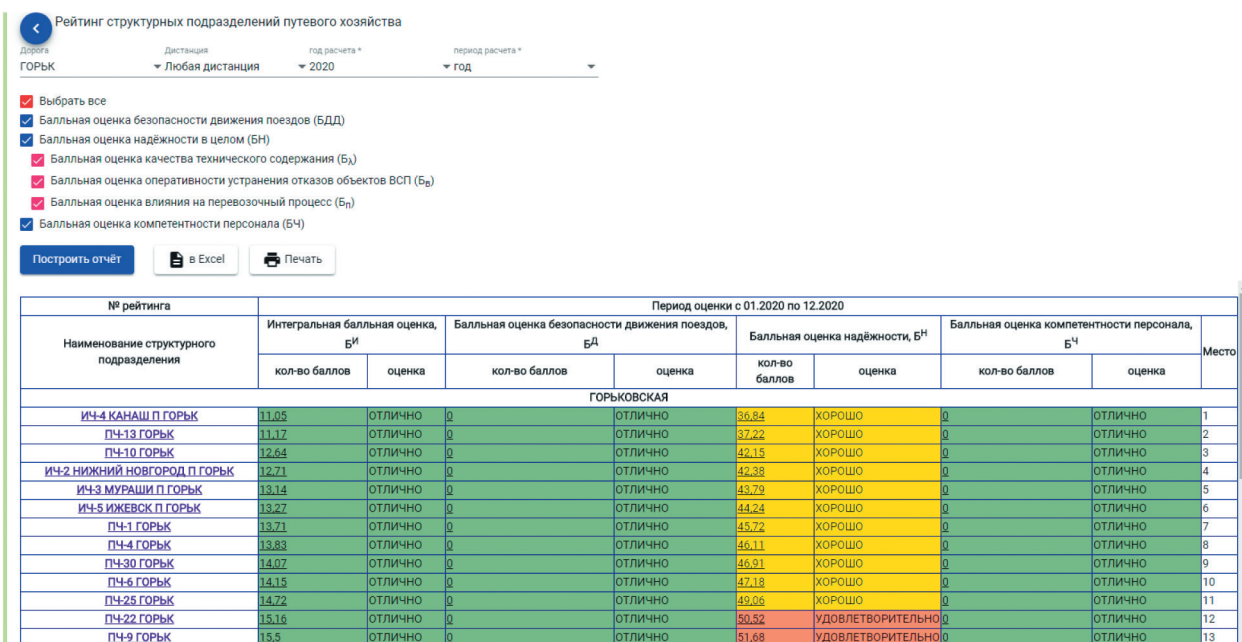 Рейтинг структурных подразделений путевого хозяйства
Дорога Дистанция год расчета * период расчета *
ГОРЬК Любая дистанция 2020 год
Выбрать все
Балльная оценка безопасности движения поездов (БДД)
Балльная оценка надёжности в целом (БН)
Балльная оценка качества технического содержания (Бλ)
Балльная оценка оперативности устранения отказов объектов ВСП (Бв)
Балльная оценка влияния на перевозочный процесс (Бп)
Балльная оценка компетентности персонала (БЧ)
Построить отчёт в Excel Печать
№ рейтинга Период оценки с 01.2020 по 12.2020
Наименование структурного подразделения Интегральная балльная оценка, БИ Балльная оценка безопасности движения поездов, БД Балльная оценка надёжности, БН Балльная оценка компетентности персонала, БЧ Место
кол-во баллов оценка кол-во баллов оценка кол-во баллов оценка кол-во баллов оценка
ГОРЬКОВСКАЯ
ИЧ-4 КАНАШ П ГОРЬК 11,05 ОТЛИЧНО 0 ОТЛИЧНО 36,84 ХОРОШО 0 ОТЛИЧНО 1
ПЧ-13 ГОРЬК 11,17 ОТЛИЧНО 0 ОТЛИЧНО 37,22 ХОРОШО 0 ОТЛИЧНО 2
ПЧ-10 ГОРЬК 12,64 ОТЛИЧНО 0 ОТЛИЧНО 42,15 ХОРОШО 0 ОТЛИЧНО 3
ИЧ-2 НИЖНИЙ НОВГОРОД П ГОРЬК 12,71 ОТЛИЧНО 0 ОТЛИЧНО 42,38 ХОРОШО 0 ОТЛИЧНО 4
ИЧ-3 МУРАШИ П ГОРЬК 13,14 ОТЛИЧНО 0 ОТЛИЧНО 43,79 ХОРОШО 0 ОТЛИЧНО 5
ИЧ-5 ИЖЕВСК П ГОРЬК 13,27 ОТЛИЧНО 0 ОТЛИЧНО 44,24 ХОРОШО 0 ОТЛИЧНО 6
ПЧ-1 ГОРЬК 13,71 ОТЛИЧНО 0 ОТЛИЧНО 45,72 ХОРОШО 0 ОТЛИЧНО 7
ПЧ-4 ГОРЬК 13,83 ОТЛИЧНО 0 ОТЛИЧНО 46,11 ХОРОШО 0 ОТЛИЧНО 8
ПЧ-30 ГОРЬК 14,07 ОТЛИЧНО 0 ОТЛИЧНО 46,91 ХОРОШО 0 ОТЛИЧНО 9
ПЧ-6 ГОРЬК 14,15 ОТЛИЧНО 0 ОТЛИЧНО 47,18 ХОРОШО 0 ОТЛИЧНО 10
ПЧ-25 ГОРЬК 14,72 ОТЛИЧНО 0 ОТЛИЧНО 49,06 ХОРОШО 0 ОТЛИЧНО 11
ПЧ-22 ГОРЬК 15,16 ОТЛИЧНО 0 ОТЛИЧНО 50,52 УДОВЛЕТВОРИТЕЛЬНО 0 ОТЛИЧНО 12
ПЧ-9 ГОРЬК 15,5 ОТЛИЧНО 0 ОТЛИЧНО 51,68 УДОВЛЕТВОРИТЕЛЬНО 0 ОТЛИЧНО 13